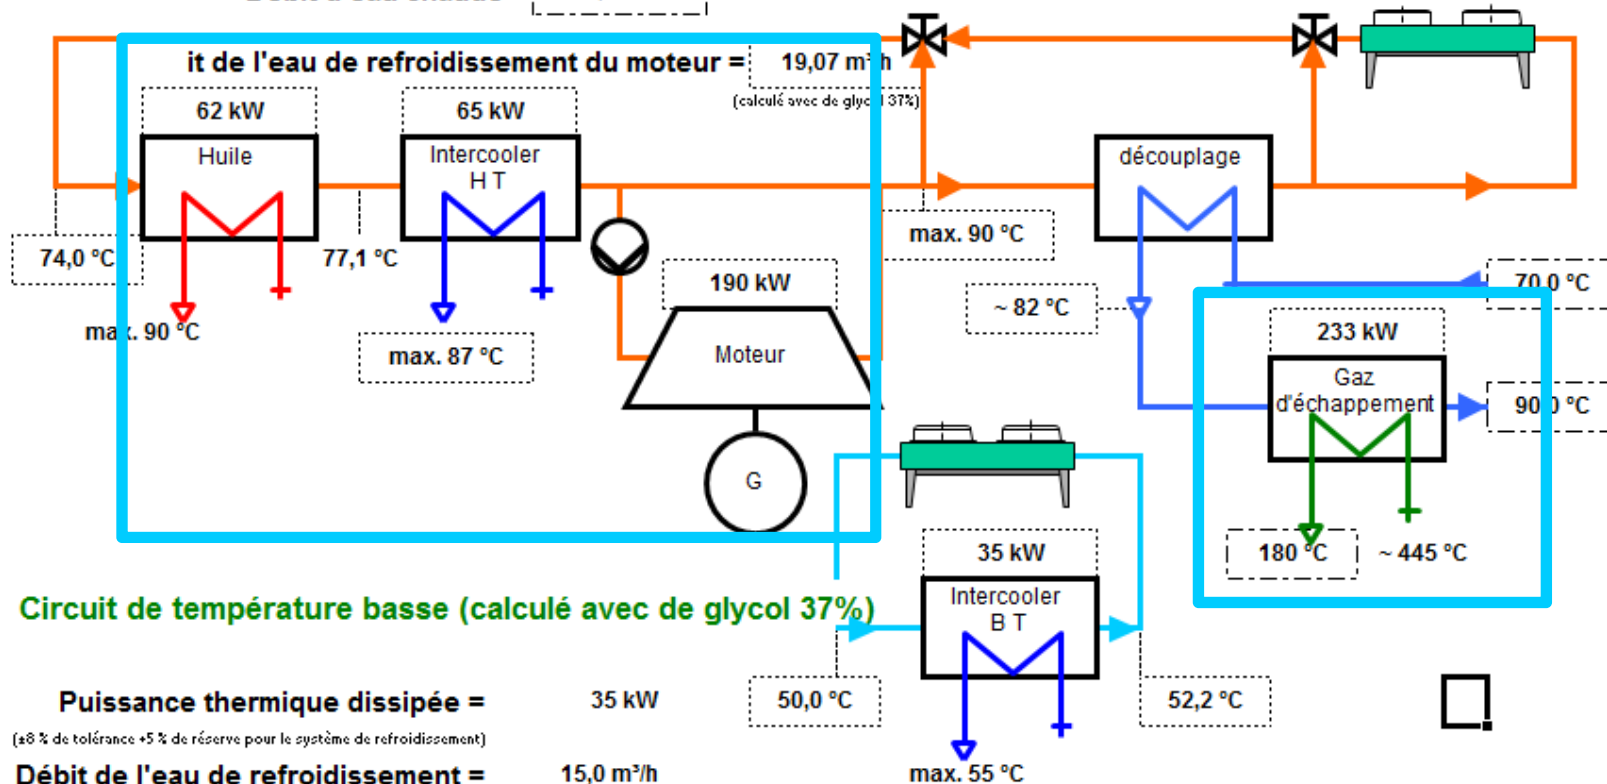 it de l'eau de refroidissement du moteur = 19,07 m³/h
(calculé avec de glycol 37%)
62 kW
65 kW
Huile
Intercooler
H T
découplage
74,0 °C
77,1 °C
max. 90 °C
190 kW
70,0 °C
~ 82 °C
max. 90 °C
max. 87 °C
Moteur
233 kW
Gaz
d'échappement
90,0 °C
G
180 °C
~ 445 °C
35 kW
Intercooler
B T
Circuit de température basse (calculé avec de glycol 37%)
50,0 °C
52,2 °C
Puissance thermique dissipée = 35 kW
(±8 % de tolérance +5 % de réserve pour le système de refroidissement)
Débit de l'eau de refroidissement = 15,0 m³/h
max. 55 °C